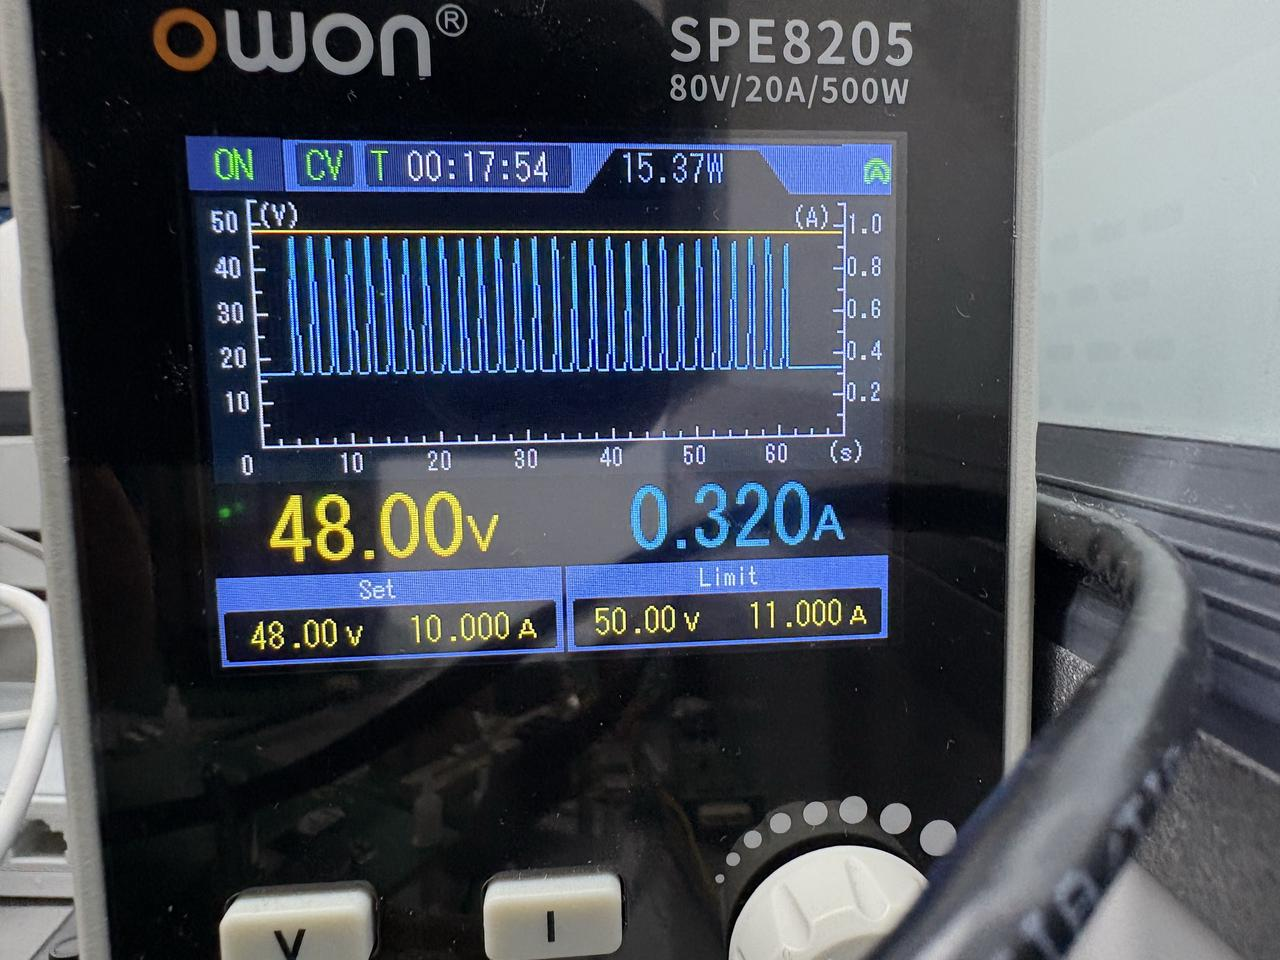 OWON®
SPE8205
80V/20A/500W
ON CV T 00:17:54 15.37W
(V) (A)
50 1.0
40 0.8
30 0.6
20 0.4
10 0.2
0 10 20 30 40 50 60 (s)
48.00V 0.320A
Set Limit
48.00V 10.000A 50.00V 11.000A
V I